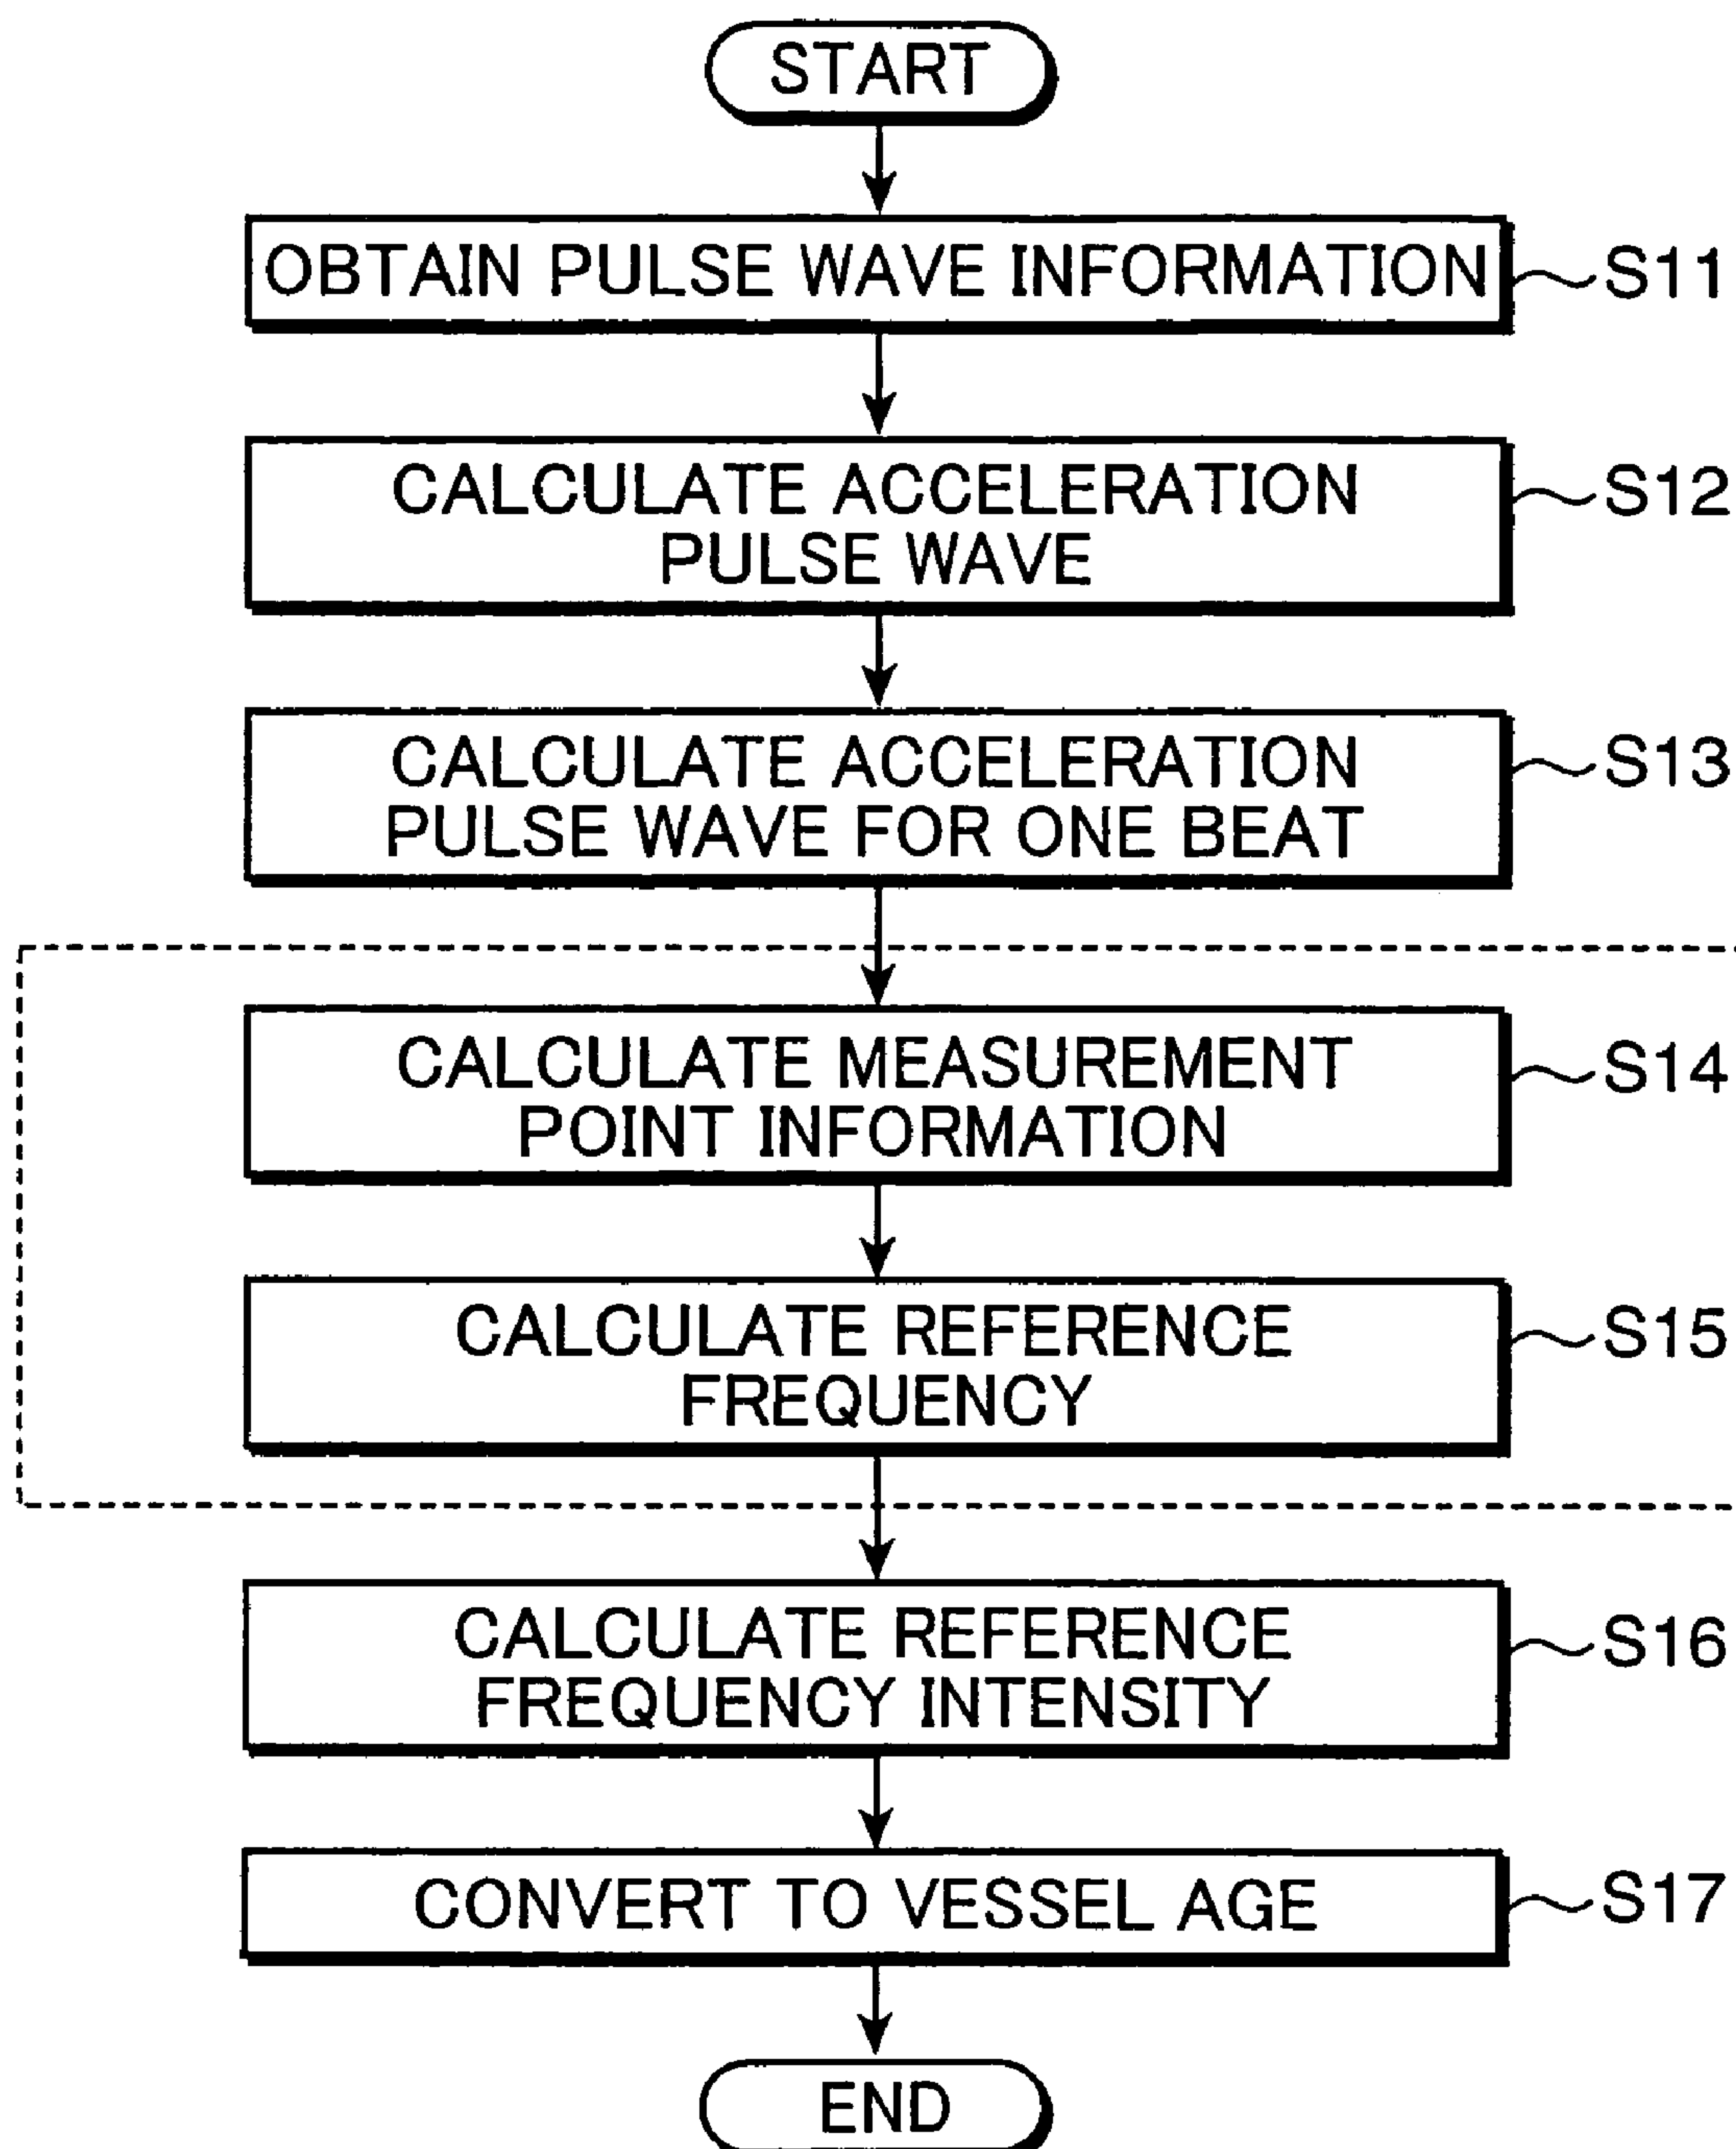 START
OBTAIN PULSE WAVE INFORMATION
S11
CALCULATE ACCELERATION
PULSE WAVE
S12
CALCULATE ACCELERATION
PULSE WAVE FOR ONE BEAT
S13
CALCULATE MEASUREMENT
POINT INFORMATION
S14
CALCULATE REFERENCE
FREQUENCY
S15
CALCULATE REFERENCE
FREQUENCY INTENSITY
S16
CONVERT TO VESSEL AGE
S17
END